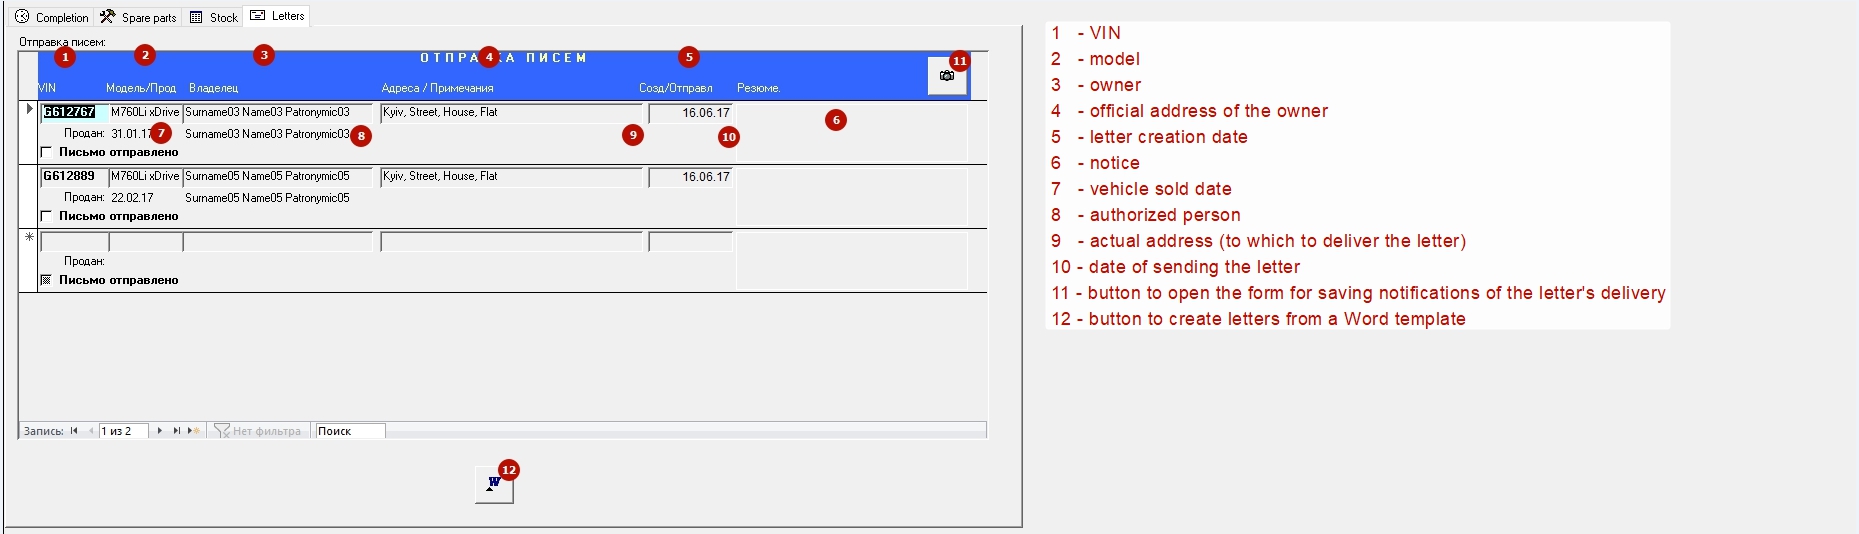 Completion Spare parts Stock Letters
Отправка писем:
ОТПРАВКА ПИСЕМ
1 2 3 4 5 11
VIN Модель/Прод Владелец Адреса / Примечания Созд/Отправл Резюме.
G612767 M760Li xDrive Surname03 Name03 Patronymic03 Kyiv, Street, House, Flat 16.06.17 6
Продан: 31.01.17 7 Surname03 Name03 Patronymic03 8 9 10
Письмо отправлено
G612889 M760Li xDrive Surname05 Name05 Patronymic05 Kyiv, Street, House, Flat 16.06.17
Продан: 22.02.17 Surname05 Name05 Patronymic05
Письмо отправлено
Продан:
Письмо отправлено
Запись: 1 из 2 Нет фильтра Поиск
W 12
1 - VIN
2 - model
3 - owner
4 - official address of the owner
5 - letter creation date
6 - notice
7 - vehicle sold date
8 - authorized person
9 - actual address (to which to deliver the letter)
10 - date of sending the letter
11 - button to open the form for saving notifications of the letter's delivery
12 - button to create letters from a Word template